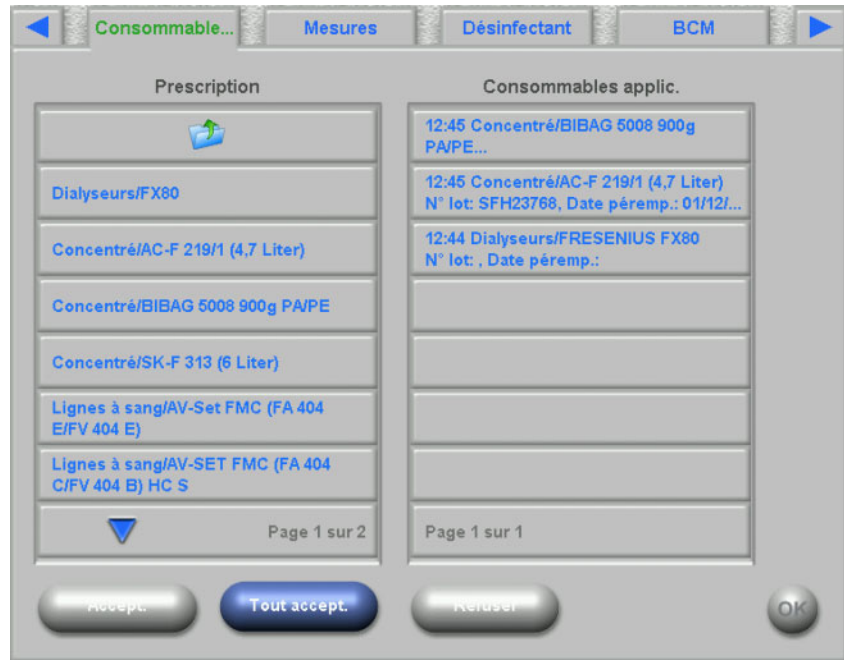 Consommable... Mesures Désinfectant BCM
Prescription
Dialyseurs/FX80
Concentré/AC-F 219/1 (4,7 Liter)
Concentré/BIBAG 5008 900g PA/PE
Concentré/SK-F 313 (6 Liter)
Lignes à sang/AV-Set FMC (FA 404
E/FV 404 E)
Lignes à sang/AV-SET FMC (FA 404
C/FV 404 B) HC S
Page 1 sur 2
Consommables applic.
12:45 Concentré/BIBAG 5008 900g
PA/PE...
12:45 Concentré/AC-F 219/1 (4,7 Liter)
N° lot: SFH23768, Date péremp.: 01/12/...
12:44 Dialyseurs/FRESENIUS FX80
N° lot: , Date péremp.:
Page 1 sur 1
Accept. Tout accept. Refuser OK